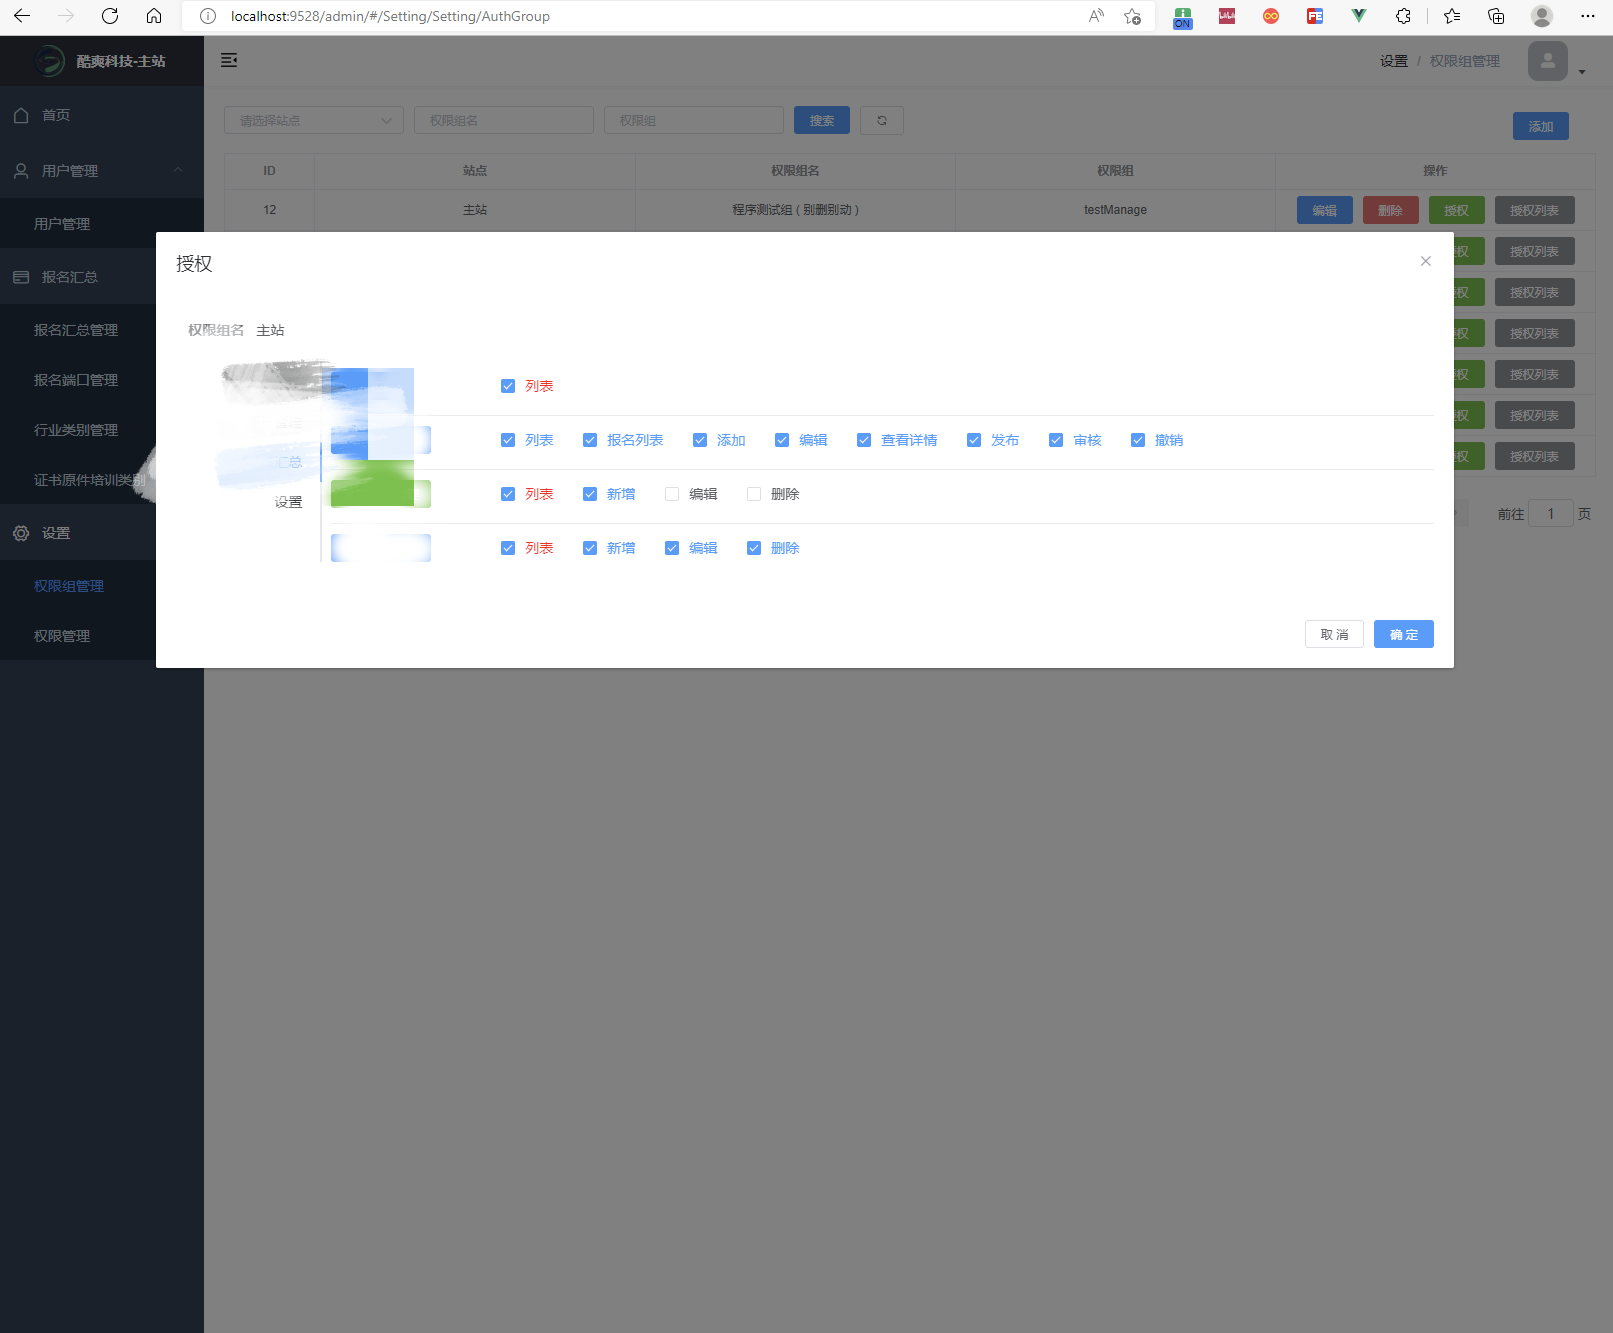 localhost:9528/admin/#/Setting/Setting/AuthGroup
ON
FE
酷爽科技-主站
设置 / 权限组管理
首页
用户管理
用户管理
报名汇总
报名汇总管理
报名端口管理
行业类别管理
证书原件培训类别
设置
权限组管理
权限管理
请选择站点 权限组名 权限组 搜索
添加
ID 站点 权限组名 权限组 操作
12 主站 程序测试组 ( 别删别动 ) testManage 编辑 删除 授权 授权列表
权 授权列表
权 授权列表
权 授权列表
权 授权列表
权 授权列表
权 授权列表
前往 1 页
授权
权限组名 主站
汇总
设置
列表
列表 报名列表 添加 编辑 查看详情 发布 审核 撤销
列表 新增 编辑 删除
列表 新增 编辑 删除
取消 确定